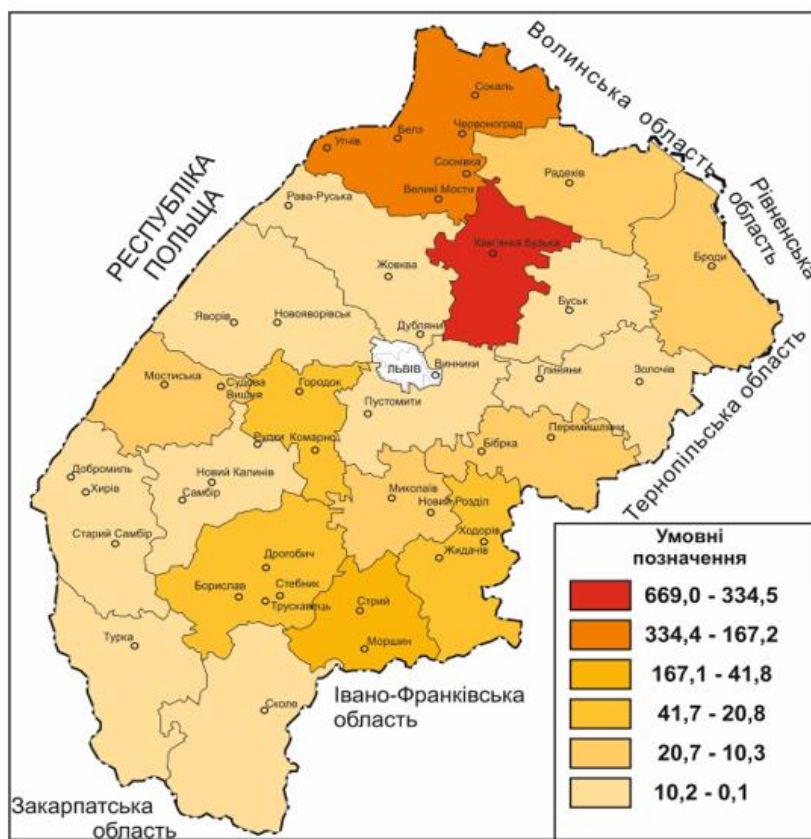 Волинська область
Сокаль
Червоноград
Белз
Угнів
Соснівка
Радехів
Великі Мости
Рава-Руська
РЕСПУБЛІКА
ПОЛЬЩА
Рівненська
область
Кам'янка Бузька
Броди
Жовква
Буськ
Яворів
Новояворівськ
Дубляни
ЛЬВІВ
Винники
Мостиська
Судова
Вишня
Городок
Глиняни
Золочів
Пустомити
Тернопільська область
Рудки
Комарно
Перемишляни
Бібрка
Добромиль
Хирів
Новий Калинів
Самбір
Миколаїв
Новий Розділ
Ходорів
Старий Самбір
Жидачів
Дрогобич
Борислав
Стебник
Трускавець
Стрий
Моршин
Турка
Сколе
Івано-Франківська
область
Закарпатська
область
Умовні
позначення
669,0 - 334,5
334,4 - 167,2
167,1 - 41,8
41,7 - 20,8
20,7 - 10,3
10,2 - 0,1